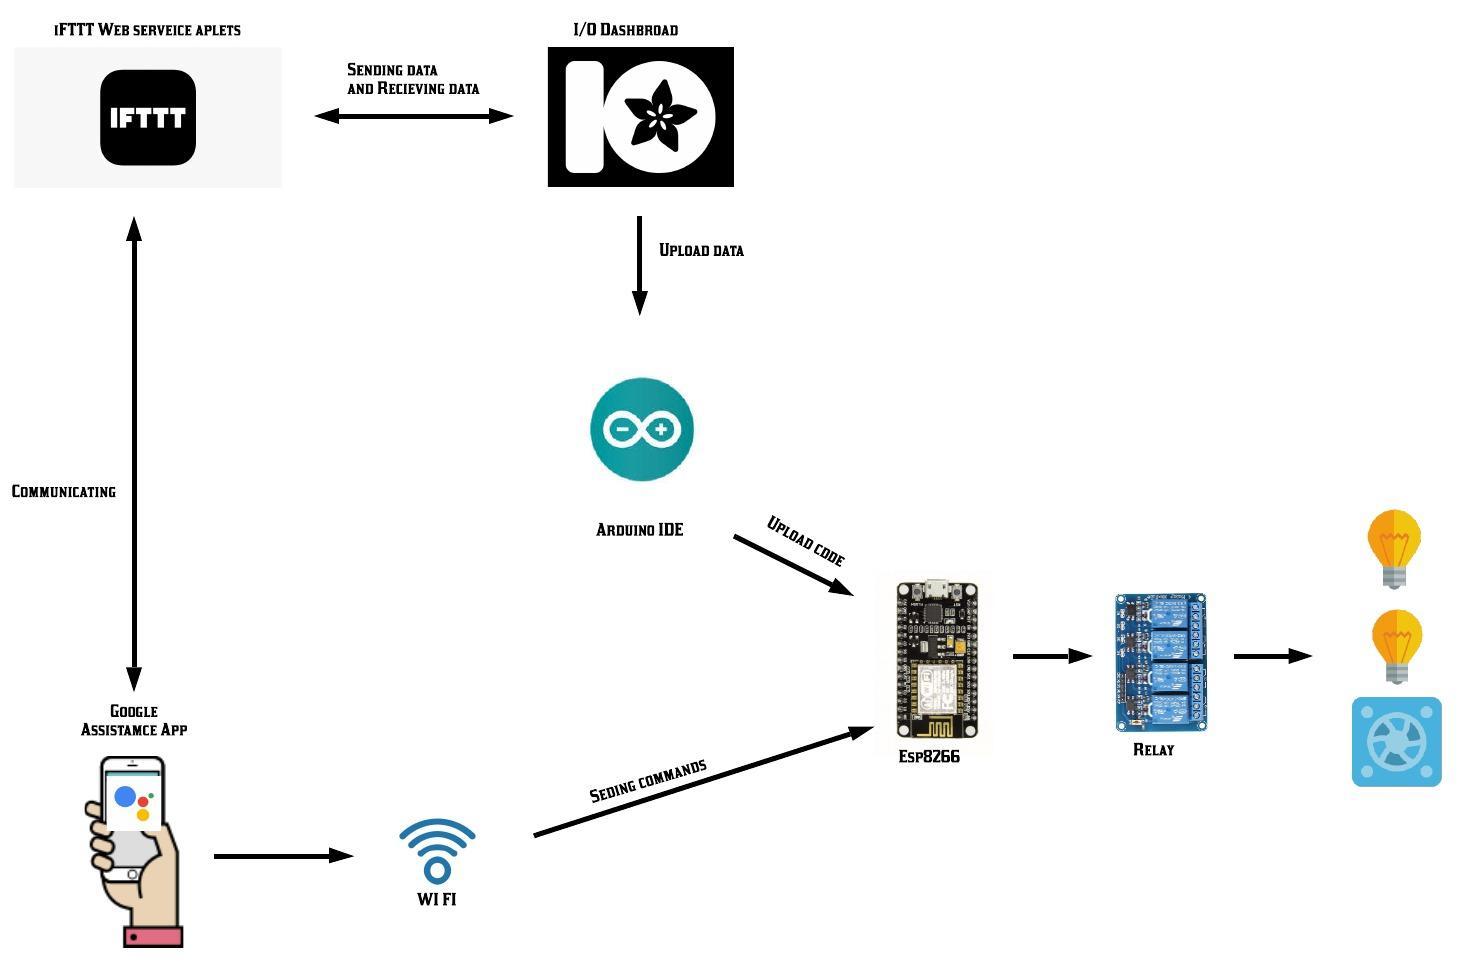 iFTTT Web serveice aplets
I/O Dashbroad
IFTTT
Sending data
and Recieving data
Upload data
Communicating
Arduino IDE
Upload code
Google
Assistamce App
Esp8266
Relay
Seding commands
WI FI